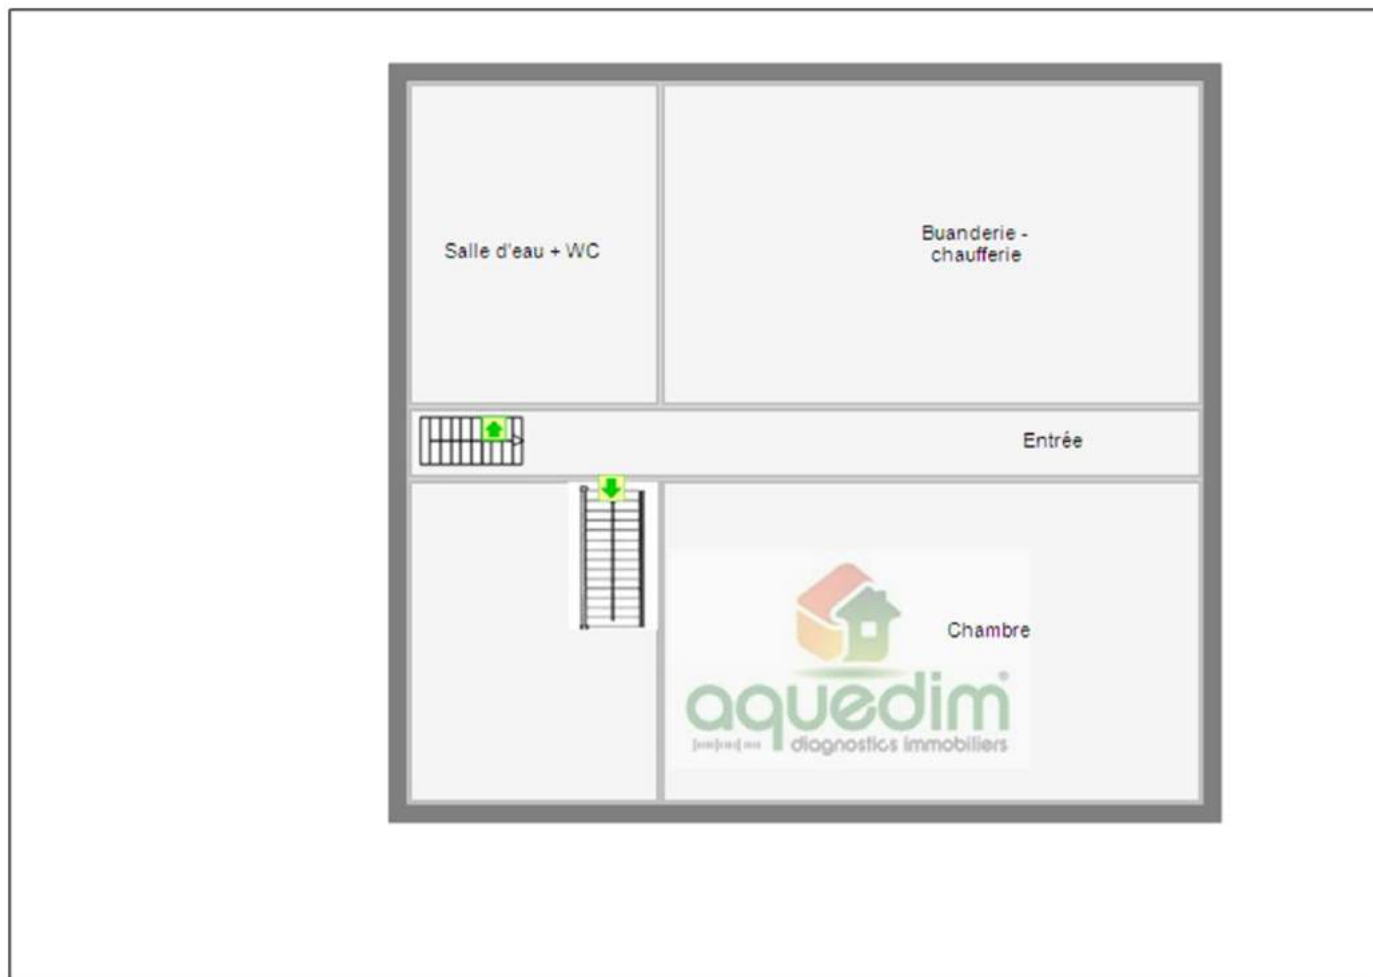 Salle d'eau + WC
Buanderie -
chaufferie
Entrée
Chambre
aquedim
diagnostics immobiliers